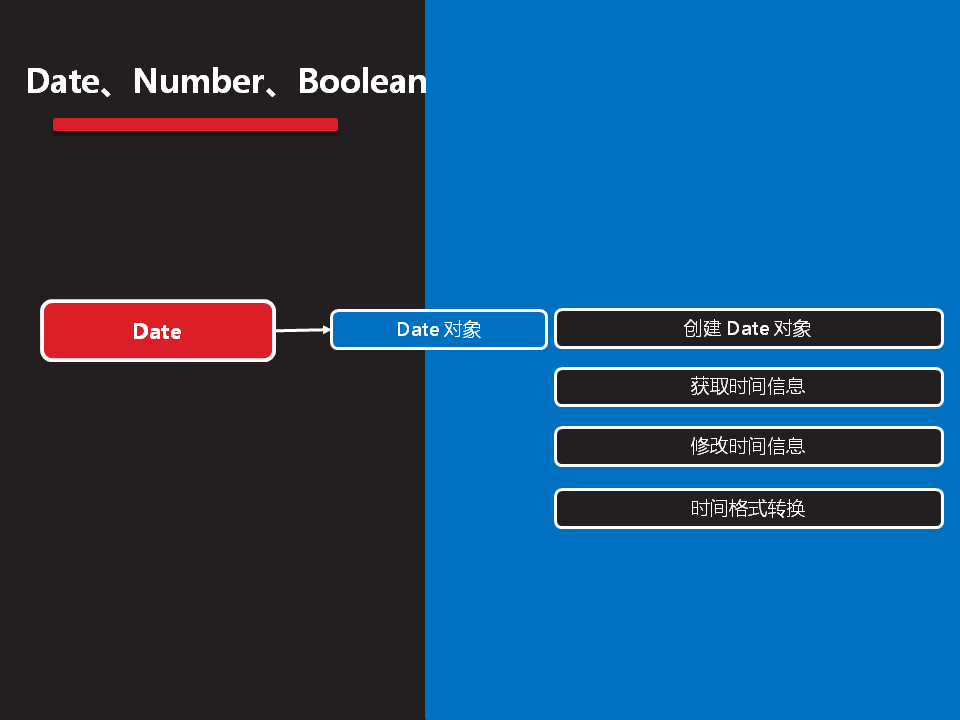 Date、Number、Boolean
Date
Date 对象
创建 Date 对象
获取时间信息
修改时间信息
时间格式转换